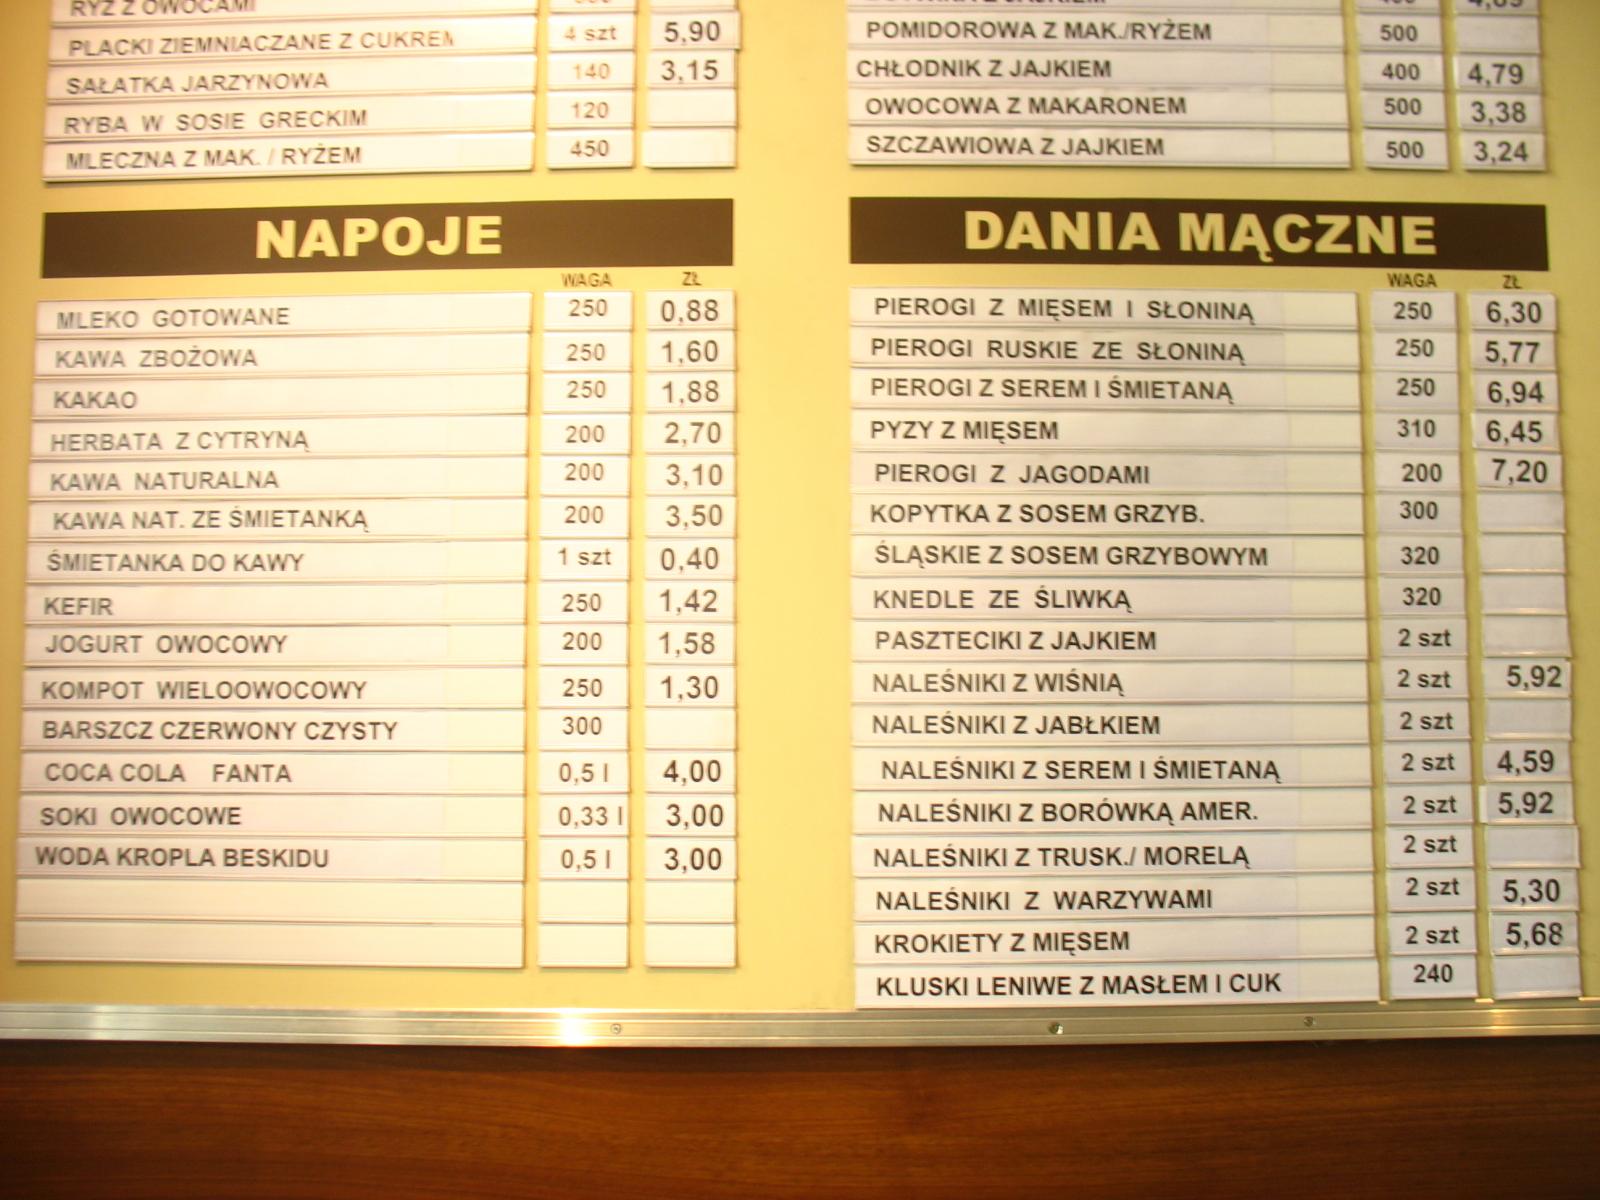 RYŻ Z OWOCAMI
PLACKI ZIEMNIACZANE Z CUKREM 4 szt 5,90
SAŁATKA JARZYNOWA 140 3,15
RYBA W SOSIE GRECKIM 120
MLECZNA Z MAK. / RYŻEM 450
NAPOJE
WAGA ZŁ
MLEKO GOTOWANE 250 0,88
KAWA ZBOŻOWA 250 1,60
KAKAO 250 1,88
HERBATA Z CYTRYNĄ 200 2,70
KAWA NATURALNA 200 3,10
KAWA NAT. ZE ŚMIETANKĄ 200 3,50
ŚMIETANKA DO KAWY 1 szt 0,40
KEFIR 250 1,42
JOGURT OWOCOWY 200 1,58
KOMPOT WIELOOWOCOWY 250 1,30
BARSZCZ CZERWONY CZYSTY 300
COCA COLA FANTA 0,5 l 4,00
SOKI OWOCOWE 0,33 l 3,00
WODA KROPLA BESKIDU 0,5 l 3,00
Z JAJKIEM
POMIDOROWA Z MAK./RYŻEM 500
CHŁODNIK Z JAJKIEM 400 4,79
OWOCOWA Z MAKARONEM 500 3,38
SZCZAWIOWA Z JAJKIEM 500 3,24
DANIA MĄCZNE
WAGA ZŁ
PIEROGI Z MIĘSEM I SŁONINĄ 250 6,30
PIEROGI RUSKIE ZE SŁONINĄ 250 5,77
PIEROGI Z SEREM I ŚMIETANĄ 250 6,94
PYZY Z MIĘSEM 310 6,45
PIEROGI Z JAGODAMI 200 7,20
KOPYTKA Z SOSEM GRZYB. 300
ŚLĄSKIE Z SOSEM GRZYBOWYM 320
KNEDLE ZE ŚLIWKĄ 320
PASZTECIKI Z JAJKIEM 2 szt
NALEŚNIKI Z WIŚNIĄ 2 szt 5,92
NALEŚNIKI Z JABŁKIEM 2 szt
NALEŚNIKI Z SEREM I ŚMIETANĄ 2 szt 4,59
NALEŚNIKI Z BORÓWKĄ AMER. 2 szt 5,92
NALEŚNIKI Z TRUSK./ MORELĄ 2 szt
NALEŚNIKI Z WARZYWAMI 2 szt 5,30
KROKIETY Z MIĘSEM 2 szt 5,68
KLUSKI LENIWE Z MASŁEM I CUK 240